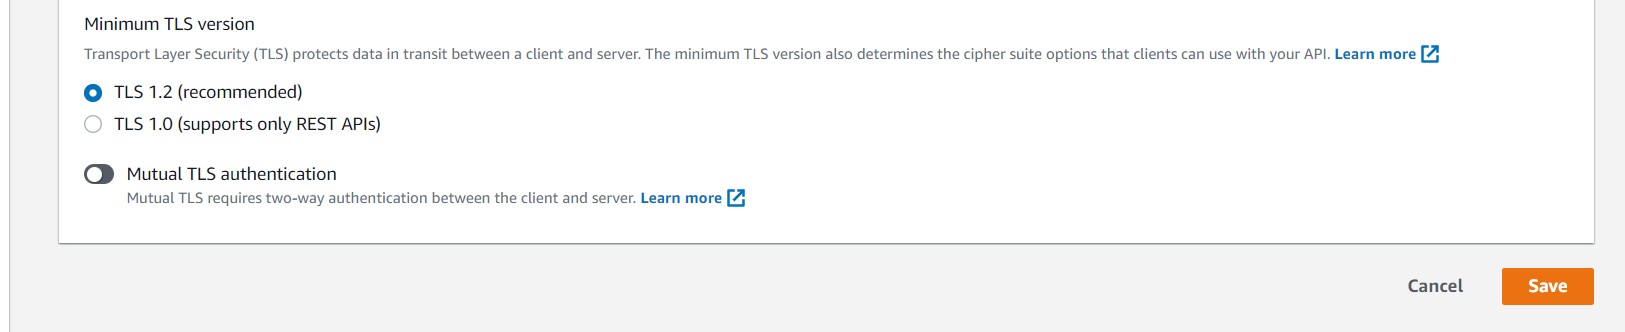 Minimum TLS version
Transport Layer Security (TLS) protects data in transit between a client and server. The minimum TLS version also determines the cipher suite options that clients can use with your API. Learn more
TLS 1.2 (recommended)
TLS 1.0 (supports only REST APIs)
Mutual TLS authentication
Mutual TLS requires two-way authentication between the client and server. Learn more
Cancel Save